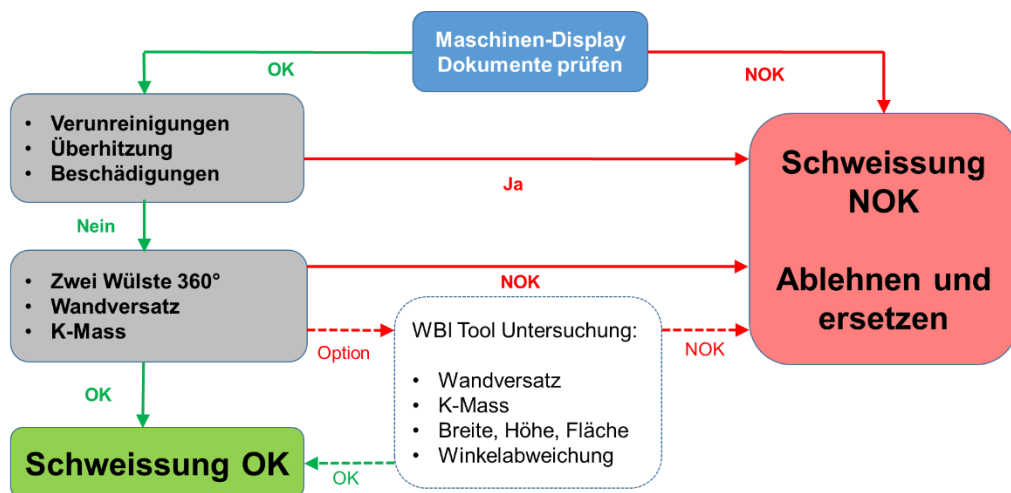 Maschinen-Display
Dokumente prüfen
OK
NOK
• Verunreinigungen
• Überhitzung
• Beschädigungen
Ja
Schweissung
NOK
Ablehnen und
ersetzen
Nein
• Zwei Wülste 360°
• Wandversatz
• K-Mass
NOK
Option
WBI Tool Untersuchung:
• Wandversatz
• K-Mass
• Breite, Höhe, Fläche
• Winkelabweichung
NOK
OK
Schweissung OK
OK